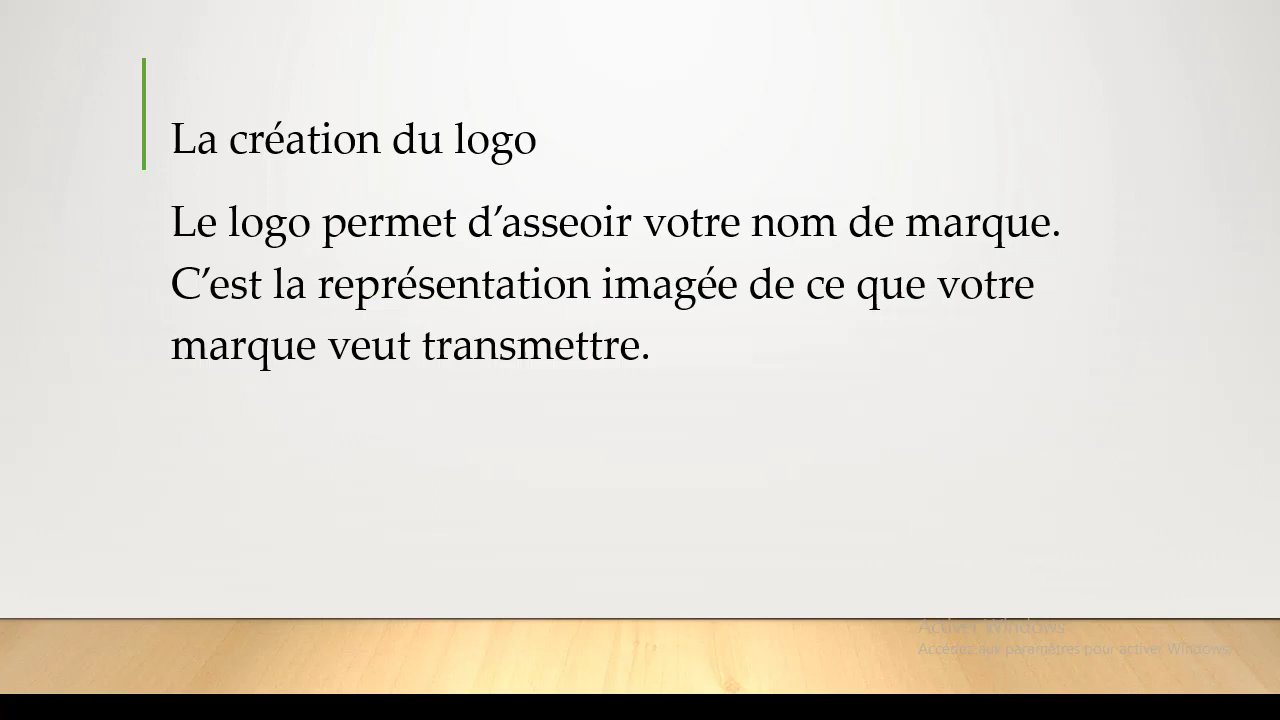 La création du logo
Le logo permet d’asseoir votre nom de marque.
C’est la représentation imagée de ce que votre
marque veut transmettre.
Activer Windows
Accédez aux paramètres pour activer Windows.